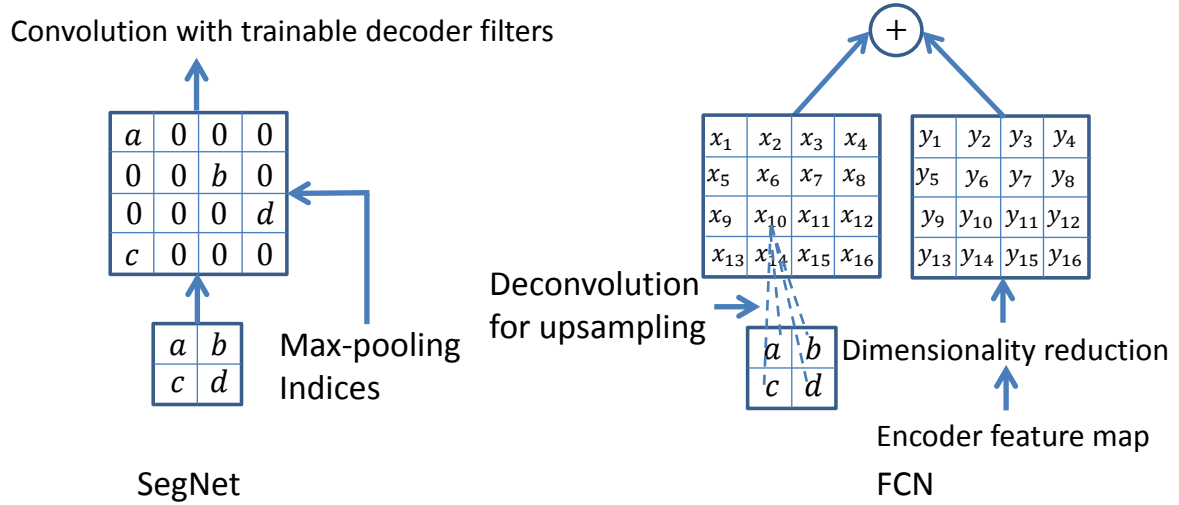 Convolution with trainable decoder filters
a 0 0 0
0 0 b 0
0 0 0 d
c 0 0 0
a b
c d
Max-pooling
Indices
SegNet
+
x₁ x₂ x₃ x₄
x₅ x₆ x₇ x₈
x₉ x₁₀ x₁₁ x₁₂
x₁₃ x₁₄ x₁₅ x₁₆
y₁ y₂ y₃ y₄
y₅ y₆ y₇ y₈
y₉ y₁₀ y₁₁ y₁₂
y₁₃ y₁₄ y₁₅ y₁₆
Deconvolution
for upsampling
a b
c d
Dimensionality reduction
Encoder feature map
FCN